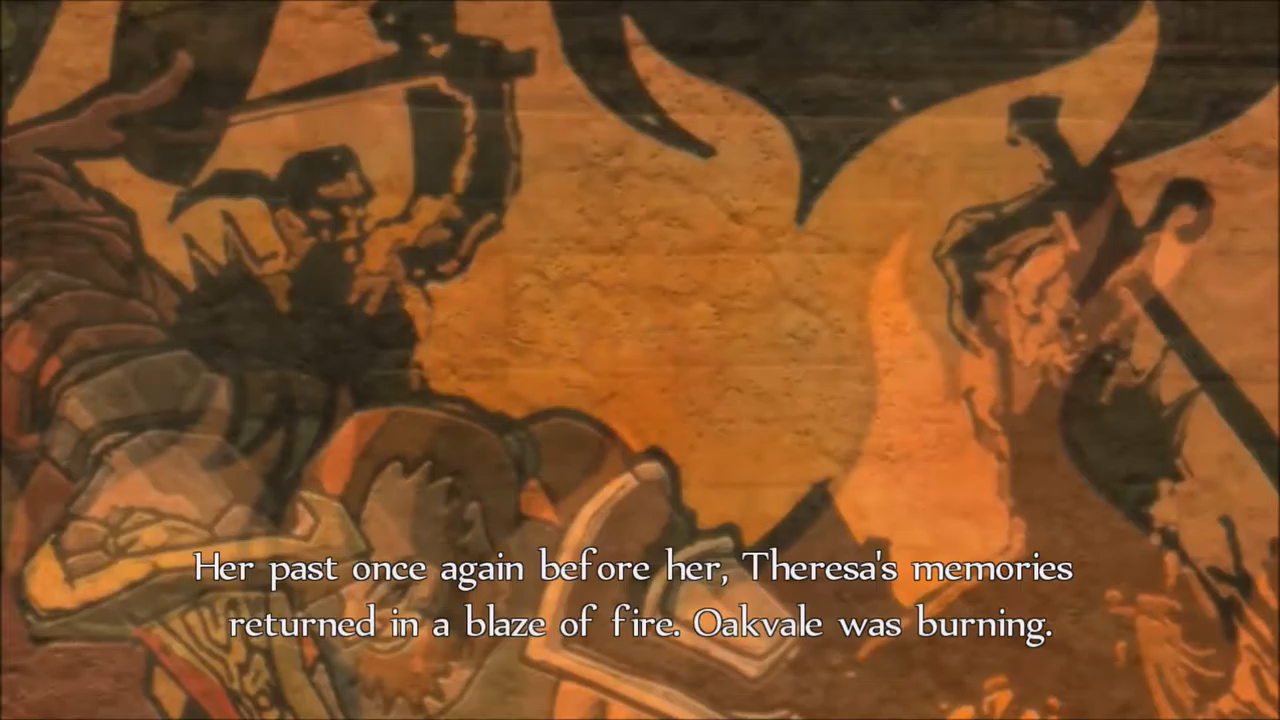 Her past once again before her, Theresa's memories
returned in a blaze of fire. Oakvale was burning.